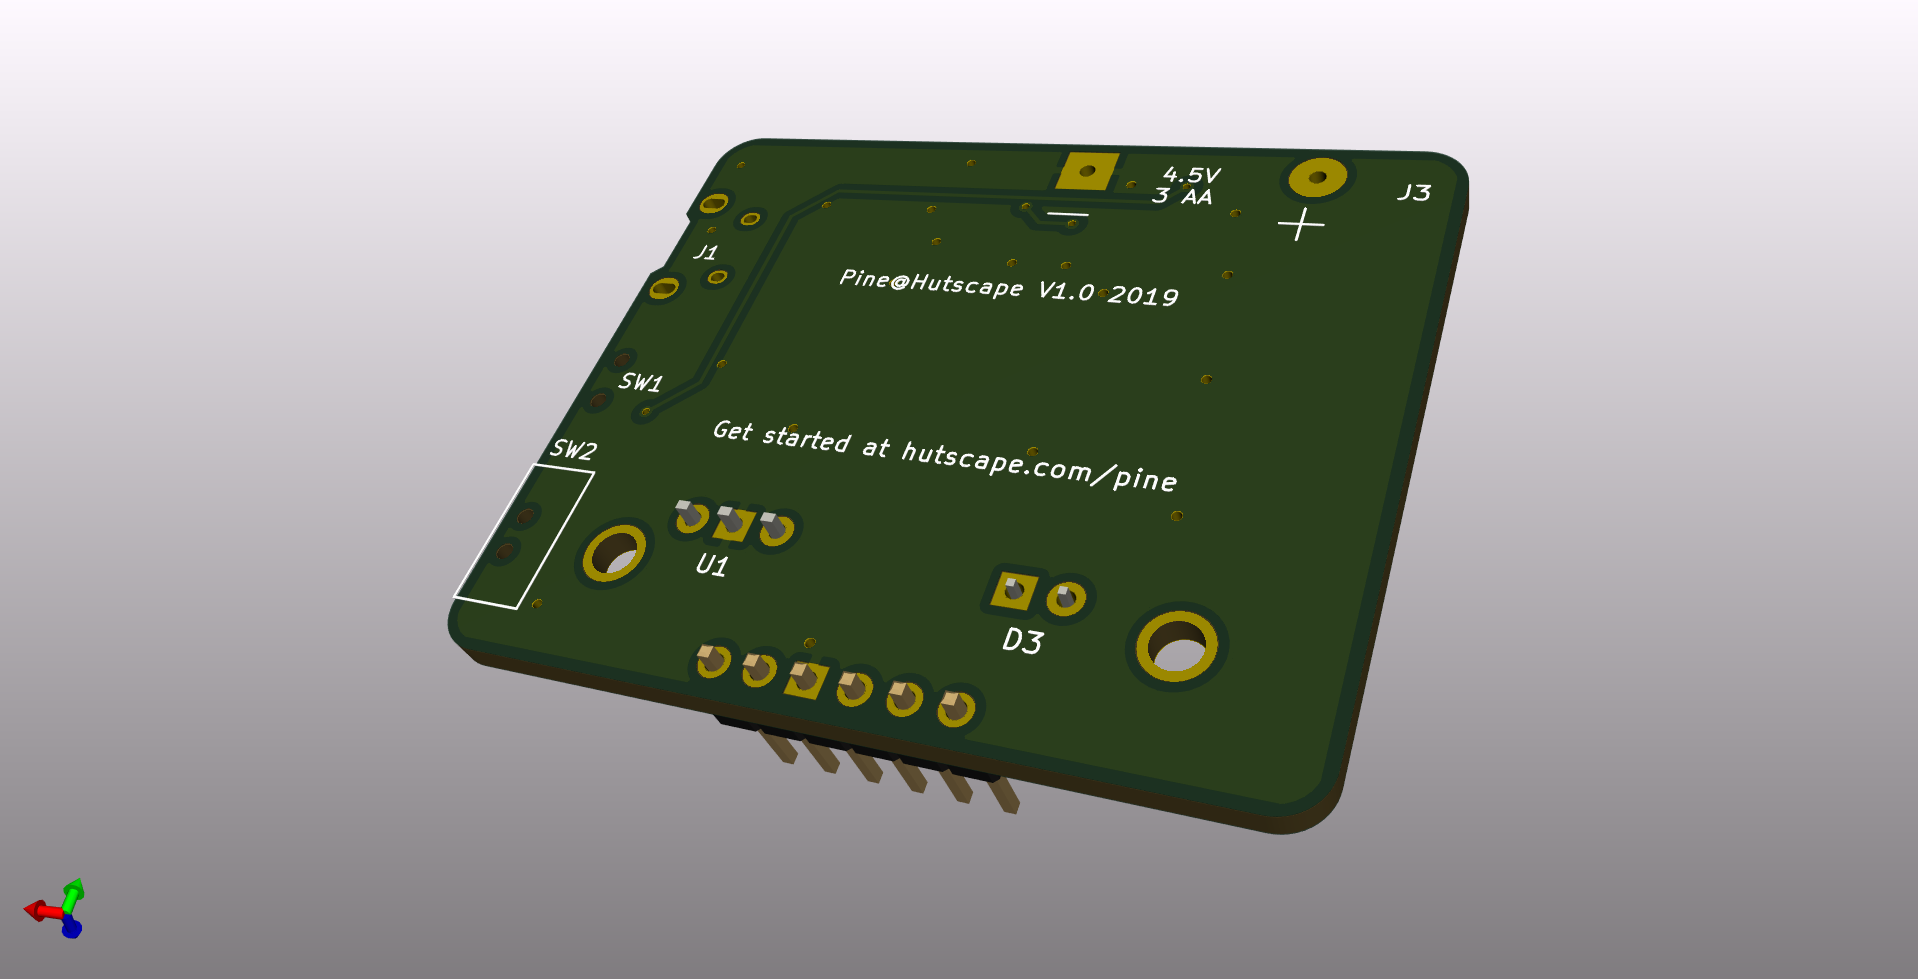 4.5V
3 AA
J3
J1
Pine@Hutscape V1.0 2019
SW1
Get started at hutscape.com/pine
SW2
U1
D3